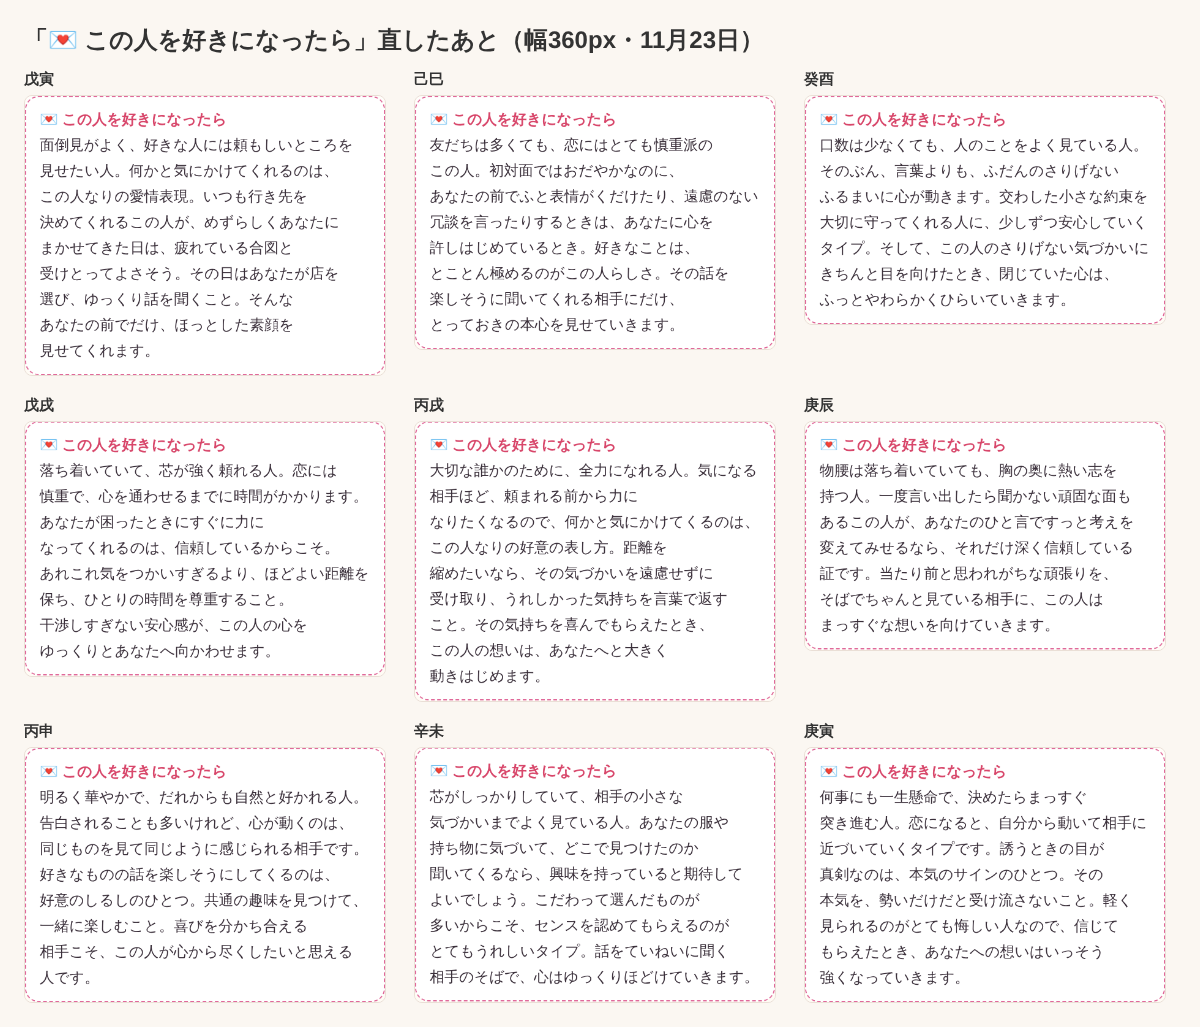 「💌 この人を好きになったら」直したあと（幅360px・11月23日）
戊寅
💌 この人を好きになったら
面倒見がよく、好きな人には頼もしいところを
見せたい人。何かと気にかけてくれるのは、
この人なりの愛情表現。いつも行き先を
決めてくれるこの人が、めずらしくあなたに
まかせてきた日は、疲れている合図と
受けとってよさそう。その日はあなたが店を
選び、ゆっくり話を聞くこと。そんな
あなたの前でだけ、ほっとした素顔を
見せてくれます。
己巳
💌 この人を好きになったら
友だちは多くても、恋にはとても慎重派の
この人。初対面ではおだやかなのに、
あなたの前でふと表情がくだけたり、遠慮のない
冗談を言ったりするときは、あなたに心を
許しはじめているとき。好きなことは、
とことん極めるのがこの人らしさ。その話を
楽しそうに聞いてくれる相手にだけ、
とっておきの本心を見せていきます。
癸酉
💌 この人を好きになったら
口数は少なくても、人のことをよく見ている人。
そのぶん、言葉よりも、ふだんのさりげない
ふるまいに心が動きます。交わした小さな約束を
大切に守ってくれる人に、少しずつ安心していく
タイプ。そして、この人のさりげない気づかいに
きちんと目を向けたとき、閉じていた心は、
ふっとやわらかくひらいていきます。
戊戌
💌 この人を好きになったら
落ち着いていて、芯が強く頼れる人。恋には
慎重で、心を通わせるまでに時間がかかります。
あなたが困ったときにすぐに力に
なってくれるのは、信頼しているからこそ。
あれこれ気をつかいすぎるより、ほどよい距離を
保ち、ひとりの時間を尊重すること。
干渉しすぎない安心感が、この人の心を
ゆっくりとあなたへ向かわせます。
丙戌
💌 この人を好きになったら
大切な誰かのために、全力になれる人。気になる
相手ほど、頼まれる前から力に
なりたくなるので、何かと気にかけてくるのは、
この人なりの好意の表し方。距離を
縮めたいなら、その気づかいを遠慮せずに
受け取り、うれしかった気持ちを言葉で返す
こと。その気持ちを喜んでもらえたとき、
この人の想いは、あなたへと大きく
動きはじめます。
庚辰
💌 この人を好きになったら
物腰は落ち着いていても、胸の奥に熱い志を
持つ人。一度言い出したら聞かない頑固な面も
あるこの人が、あなたのひと言ですっと考えを
変えてみせるなら、それだけ深く信頼している
証です。当たり前と思われがちな頑張りを、
そばでちゃんと見ている相手に、この人は
まっすぐな想いを向けていきます。
丙申
💌 この人を好きになったら
明るく華やかで、だれからも自然と好かれる人。
告白されることも多いけれど、心が動くのは、
同じものを見て同じように感じられる相手です。
好きなものの話を楽しそうにしてくるのは、
好意のしるしのひとつ。共通の趣味を見つけて、
一緒に楽しむこと。喜びを分かち合える
相手こそ、この人が心から尽くしたいと思える
人です。
辛未
💌 この人を好きになったら
芯がしっかりしていて、相手の小さな
気づかいまでよく見ている人。あなたの服や
持ち物に気づいて、どこで見つけたのか
聞いてくるなら、興味を持っていると期待して
よいでしょう。こだわって選んだものが
多いからこそ、センスを認めてもらえるのが
とてもうれしいタイプ。話をていねいに聞く
相手のそばで、心はゆっくりほどけていきます。
庚寅
💌 この人を好きになったら
何事にも一生懸命で、決めたらまっすぐ
突き進む人。恋になると、自分から動いて相手に
近づいていくタイプです。誘うときの目が
真剣なのは、本気のサインのひとつ。その
本気を、勢いだけだと受け流さないこと。軽く
見られるのがとても悔しい人なので、信じて
もらえたとき、あなたへの想いはいっそう
強くなっていきます。